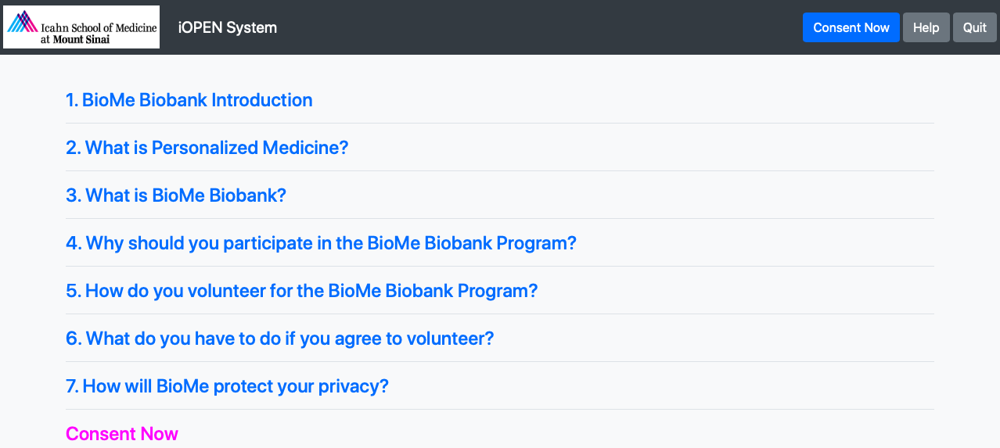 Icahn School of Medicine
at Mount Sinai
iOPEN System
Consent Now
Help
Quit
1. BioMe Biobank Introduction
2. What is Personalized Medicine?
3. What is BioMe Biobank?
4. Why should you participate in the BioMe Biobank Program?
5. How do you volunteer for the BioMe Biobank Program?
6. What do you have to do if you agree to volunteer?
7. How will BioMe protect your privacy?
Consent Now